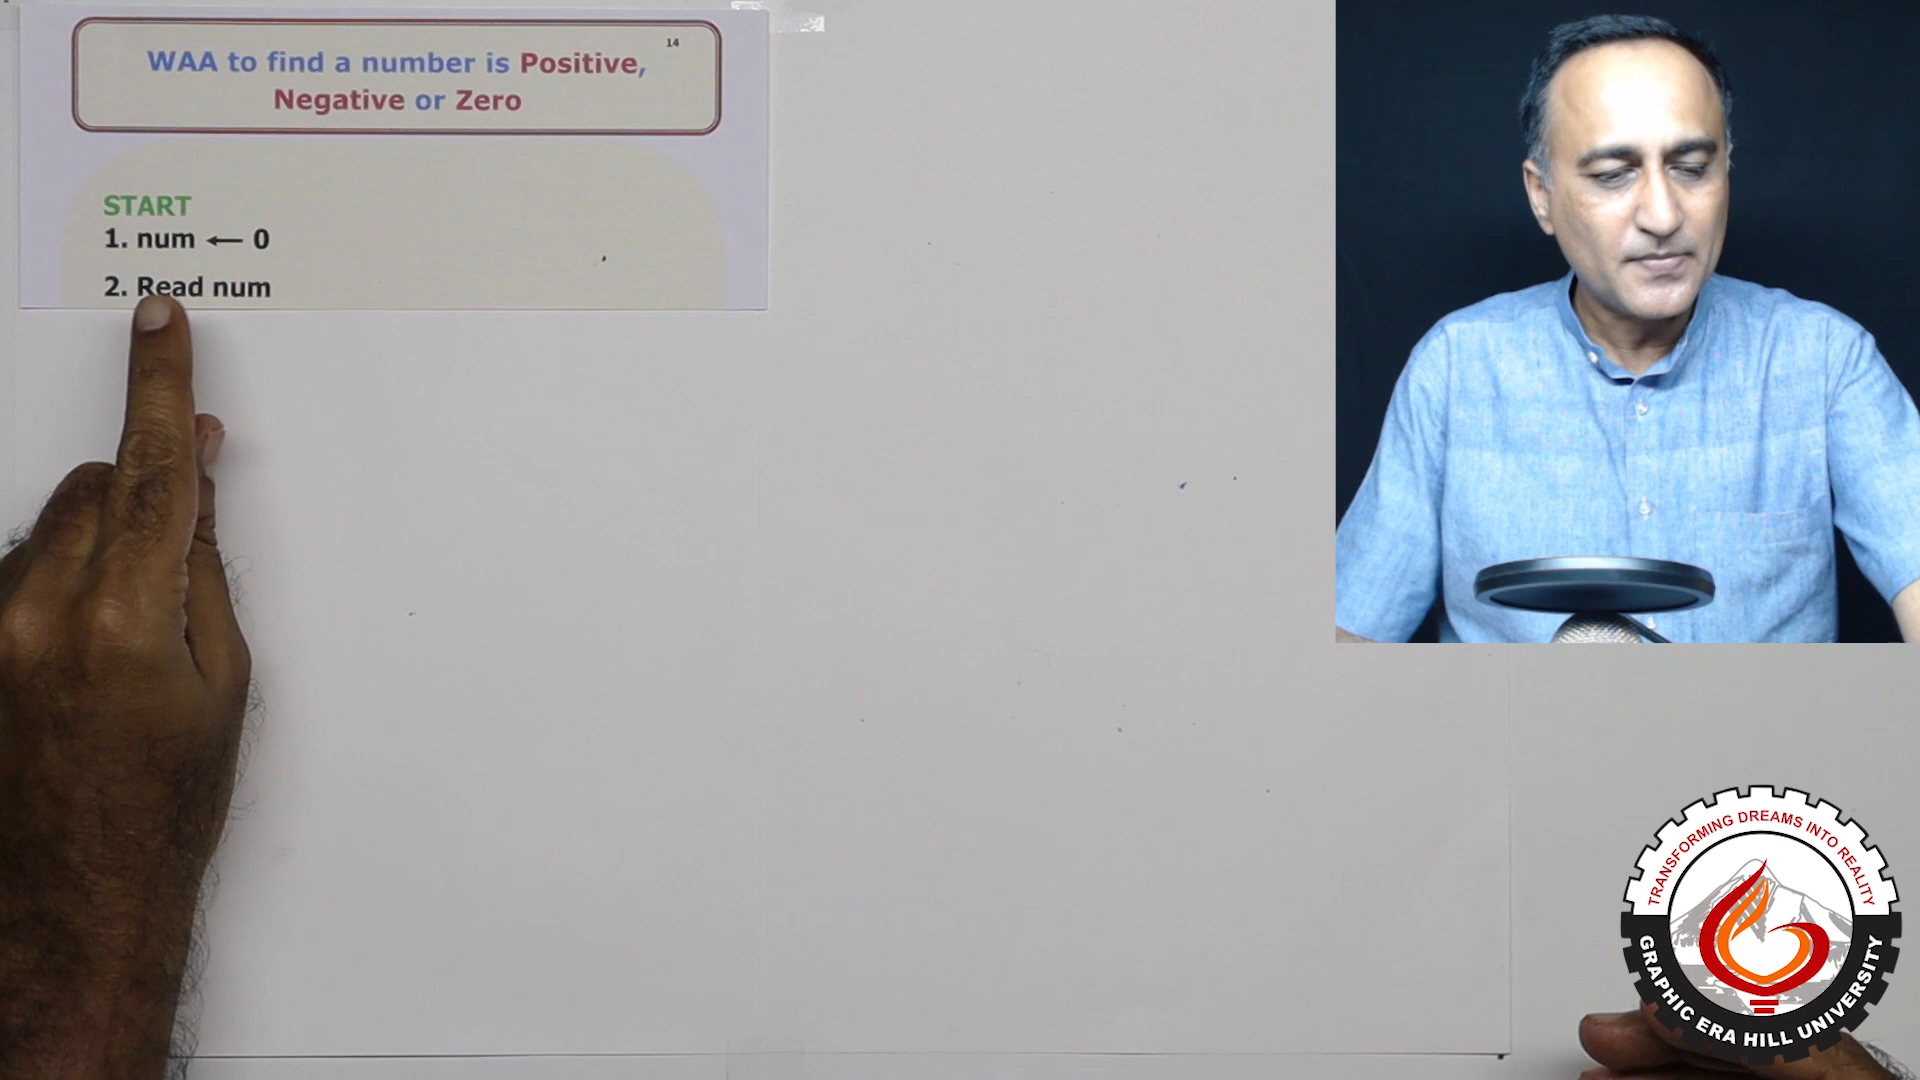 14
WAA to find a number is Positive,
Negative or Zero
START
1. num ← 0
2. Read num
TRANSFORMING DREAMS INTO REALITY
GRAPHIC ERA HILL UNIVERSITY